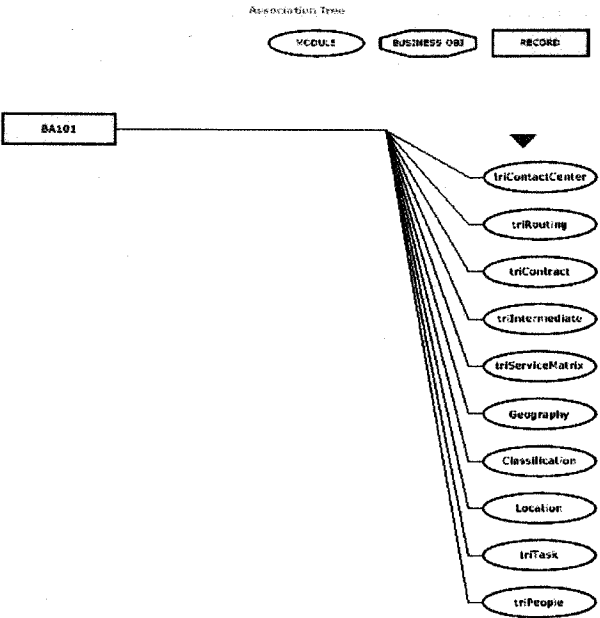 Association Tree
MODULE BUSINESS OBJ RECORD
BA101
triContactCenter
triRouting
triContract
triIntermediate
triServiceMatrix
Geography
Classification
Location
triTask
triPeople